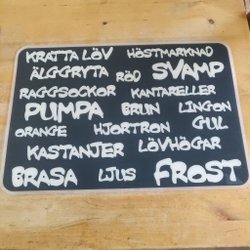 KRATTA LÖV HÖSTMARKNAD
ÄLGGRYTA RÖD SVAMP
RAGGSOCKOR KANTARELLER
PUMPA BRUN LINGON
ORANGE HJORTRON GUL
KASTANJER LÖVHÖGAR
BRASA LJUS FROST